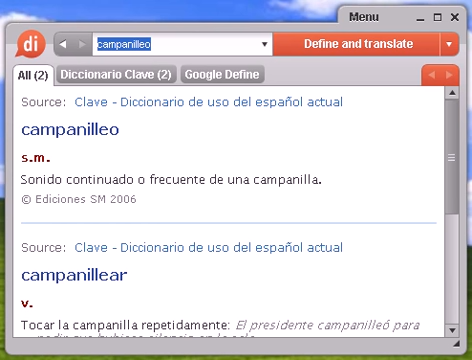 Menu
di
campanilleo
Define and translate
All (2)
Diccionario Clave (2)
Google Define
Source: Clave - Diccionario de uso del español actual
campanilleo
s.m.
Sonido continuado o frecuente de una campanilla.
© Ediciones SM 2006
Source: Clave - Diccionario de uso del español actual
campanillear
v.
Tocar la campanilla repetidamente: El presidente campanilleó para